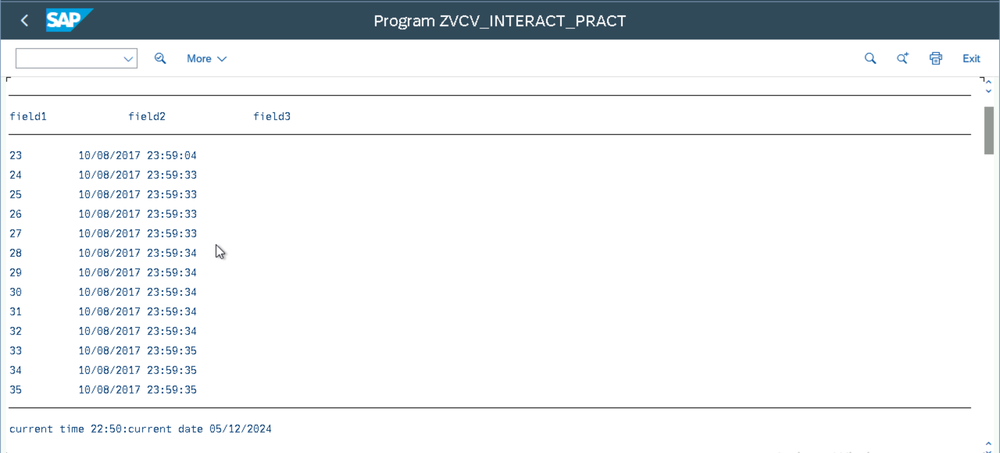 SAP
Program ZVCV_INTERACT_PRACT
More
Exit
field1 field2 field3
23 10/08/2017 23:59:04
24 10/08/2017 23:59:33
25 10/08/2017 23:59:33
26 10/08/2017 23:59:33
27 10/08/2017 23:59:33
28 10/08/2017 23:59:34
29 10/08/2017 23:59:34
30 10/08/2017 23:59:34
31 10/08/2017 23:59:34
32 10/08/2017 23:59:34
33 10/08/2017 23:59:35
34 10/08/2017 23:59:35
35 10/08/2017 23:59:35
current time 22:50:current date 05/12/2024